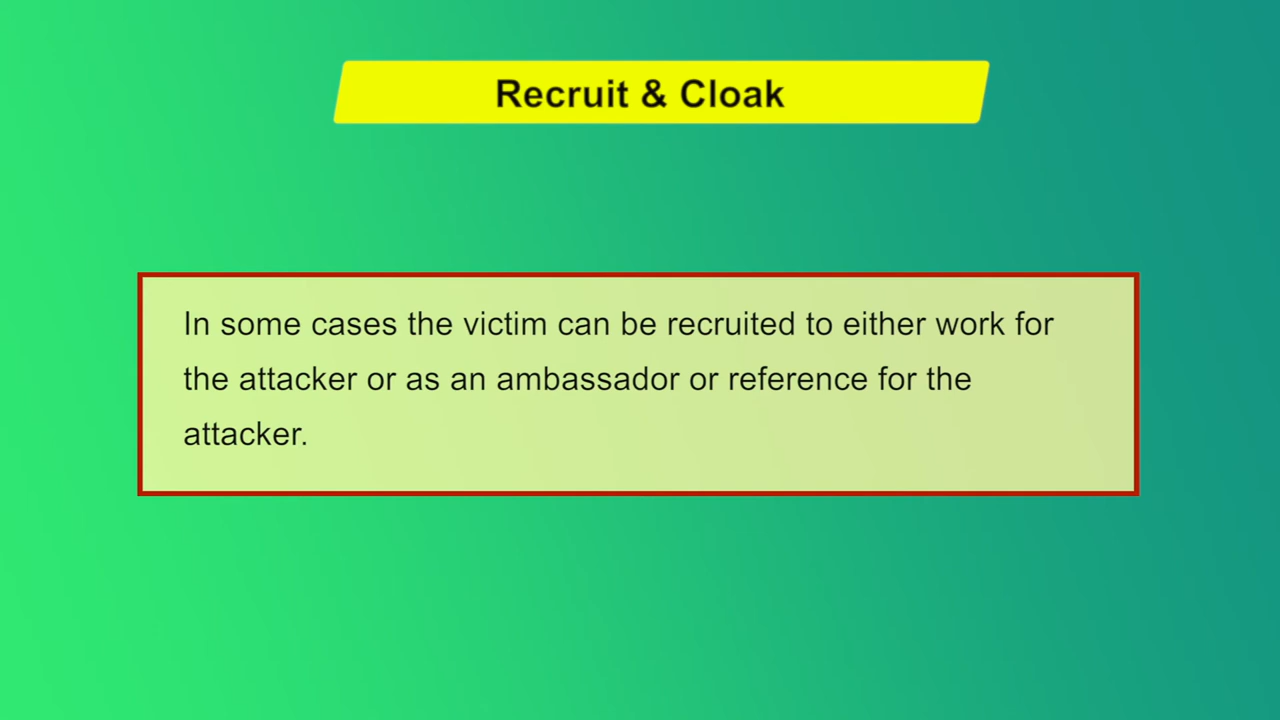 Recruit & Cloak
In some cases the victim can be recruited to either work for
the attacker or as an ambassador or reference for the
attacker.